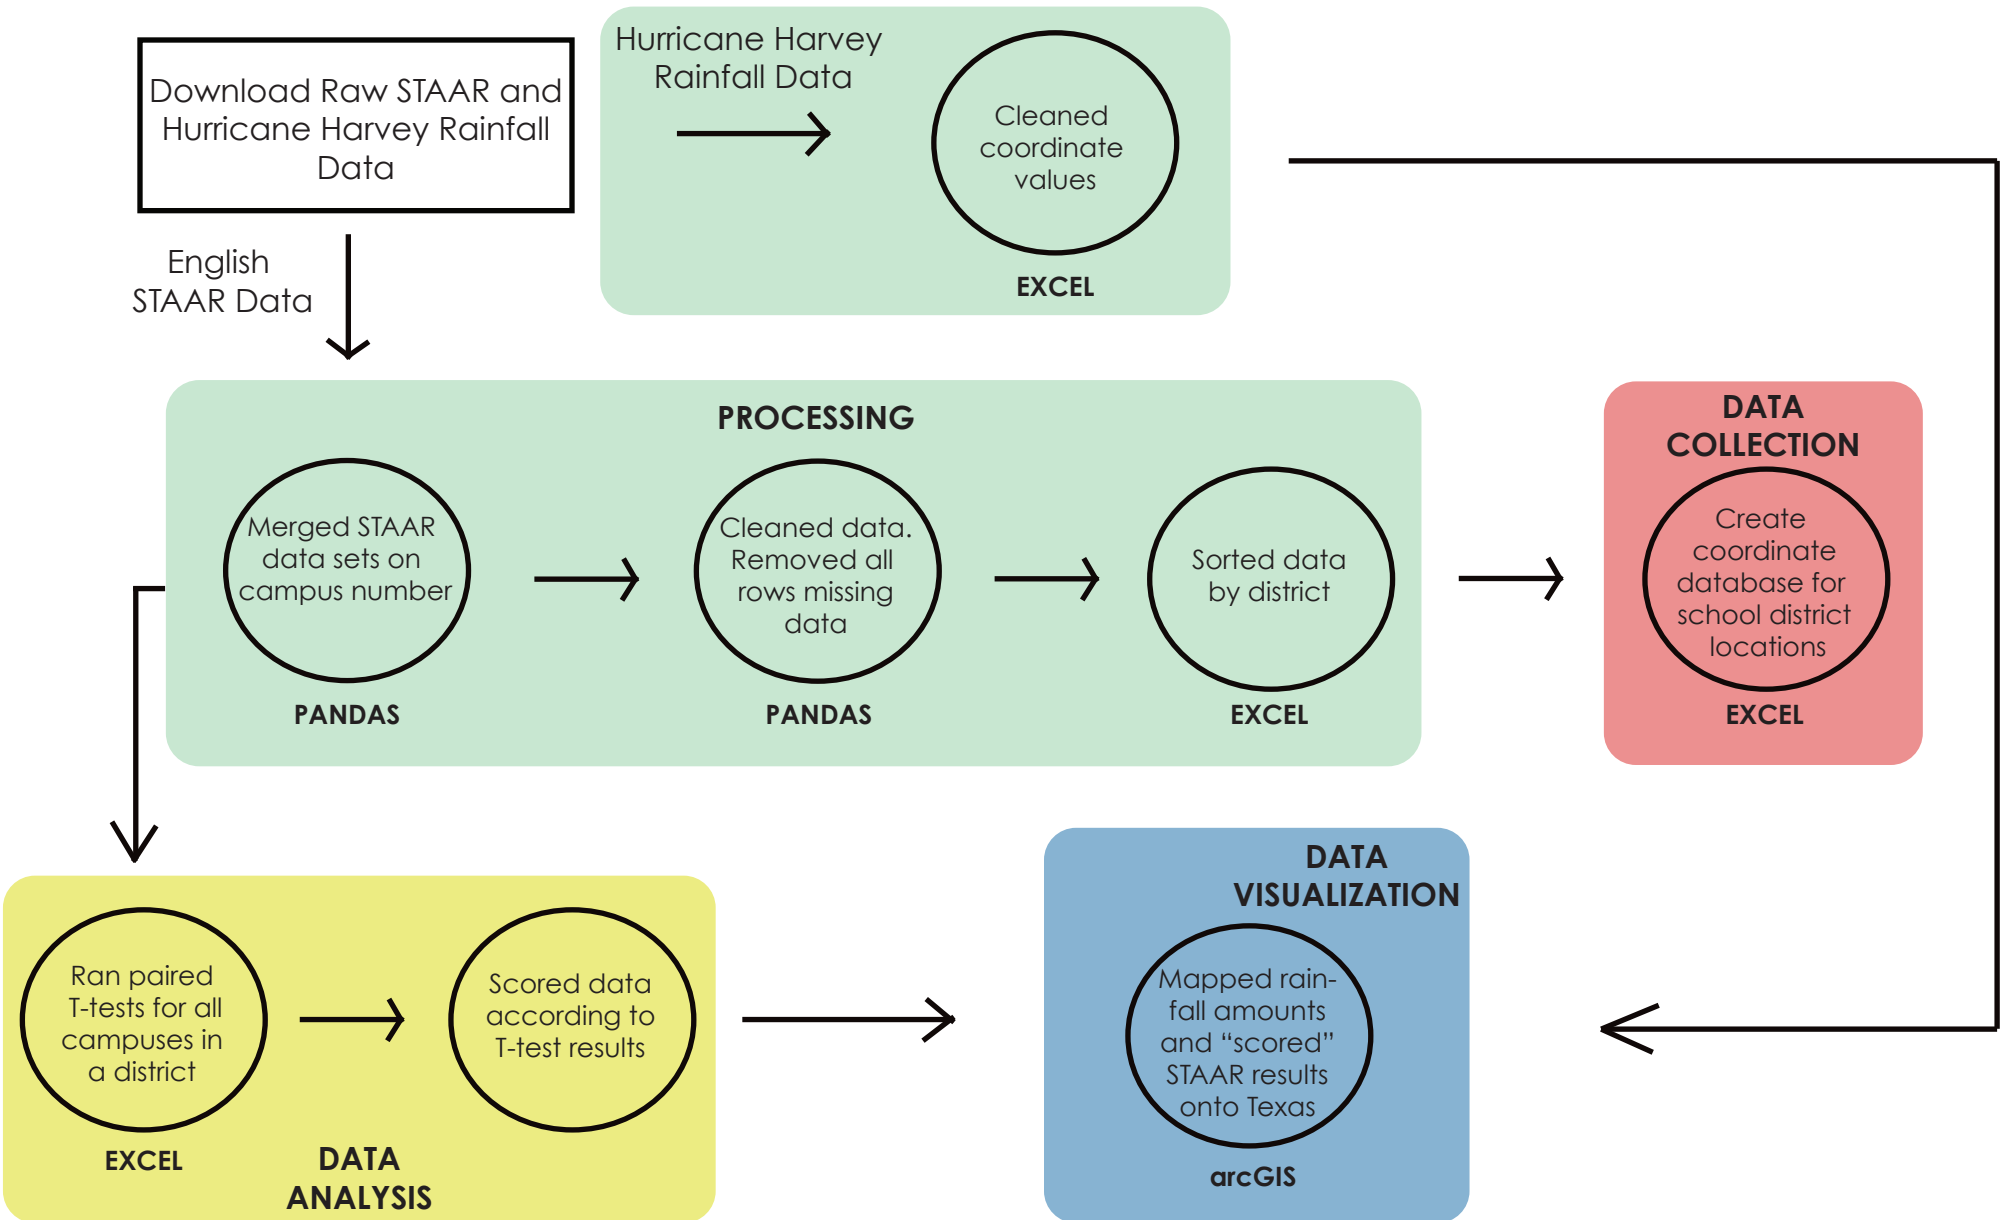 Download Raw STAAR and
Hurricane Harvey Rainfall
Data
Hurricane Harvey
Rainfall Data
Cleaned
coordinate
values
EXCEL
English
STAAR Data
PROCESSING
Merged STAAR
data sets on
campus number
PANDAS
Cleaned data.
Removed all
rows missing
data
PANDAS
Sorted data
by district
EXCEL
DATA
COLLECTION
Create
coordinate
database for
school district
locations
EXCEL
Ran paired
T-tests for all
campuses in
a district
EXCEL
Scored data
according to
T-test results
DATA
ANALYSIS
DATA
VISUALIZATION
Mapped rain-
fall amounts
and “scored”
STAAR results
onto Texas
arcGIS